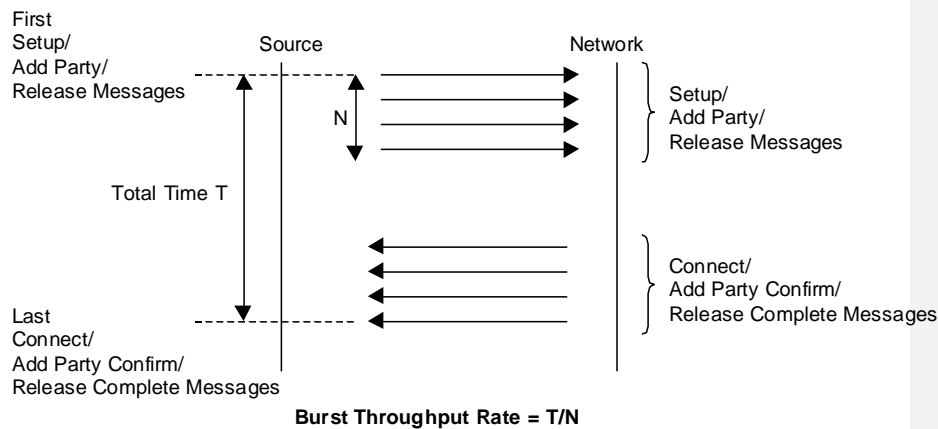 First
Setup/
Add Party/
Release Messages
Source
Network
N
Setup/
Add Party/
Release Messages
Total Time T
Connect/
Add Party Confirm/
Release Complete Messages
Last
Connect/
Add Party Confirm/
Release Complete Messages
Burst Throughput Rate = T/N